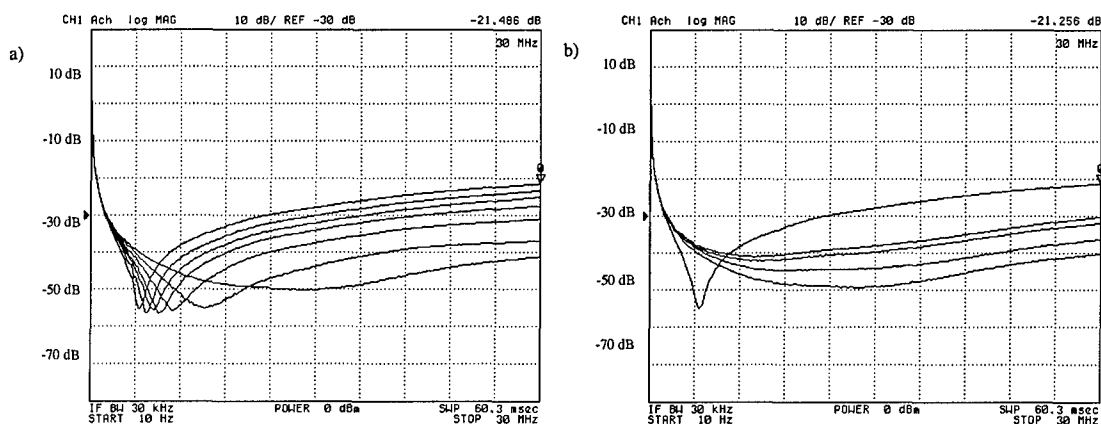 CH1 Ach log MAG 10 dB/ REF -30 dB -21.486 dB
30 MHz
a)
10 dB
-10 dB
-30 dB
-50 dB
-70 dB
IF BW 30 kHz POWER 0 dBm SWP 60.3 msec
START 10 Hz STOP 30 MHz
CH1 Ach log MAG 10 dB/ REF -30 dB -21.256 dB
30 MHz
b)
10 dB
-10 dB
-30 dB
-50 dB
-70 dB
IF BW 30 kHz POWER 0 dBm SWP 60.3 msec
START 10 Hz STOP 30 MHz